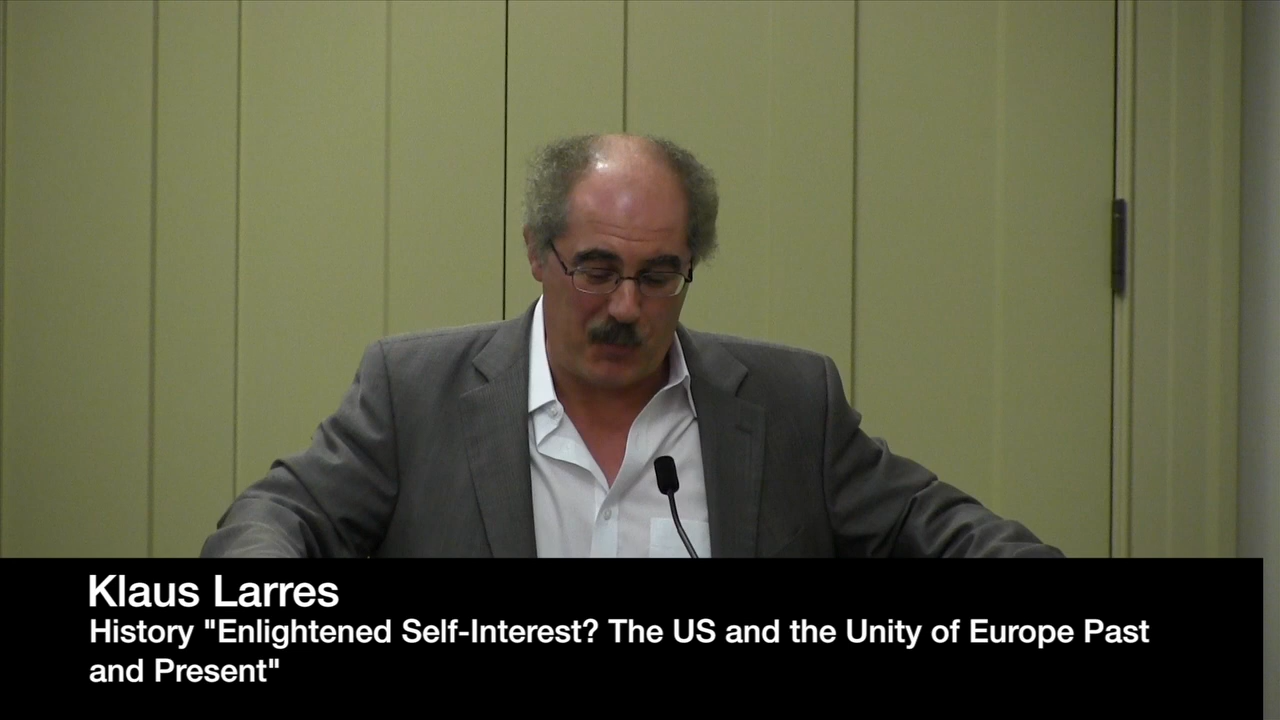 Klaus Larres
History "Enlightened Self-Interest? The US and the Unity of Europe Past
and Present"